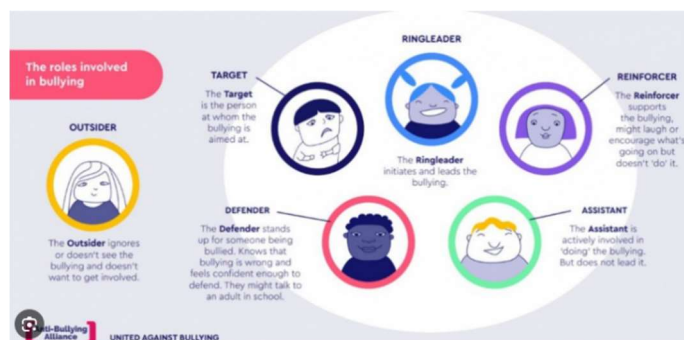 The roles involved
in bullying
OUTSIDER
The Outsider ignores
or doesn't see the
bullying and doesn't
want to get involved.
TARGET
The Target
is the person
at whom the
bullying is
aimed at.
RINGLEADER
The Ringleader
initiates and leads the
bullying.
REINFORCER
The Reinforcer
supports
the bullying,
might laugh or
encourage what's
going on but
doesn't 'do' it.
DEFENDER
The Defender stands
up for someone being
bullied. Knows that
bullying is wrong and
feels confident enough to
defend. They might talk to
an adult in school.
ASSISTANT
The Assistant is
actively involved in
'doing' the bullying.
But does not lead it.
nti-Bullying
Alliance
UNITED AGAINST BULLYING